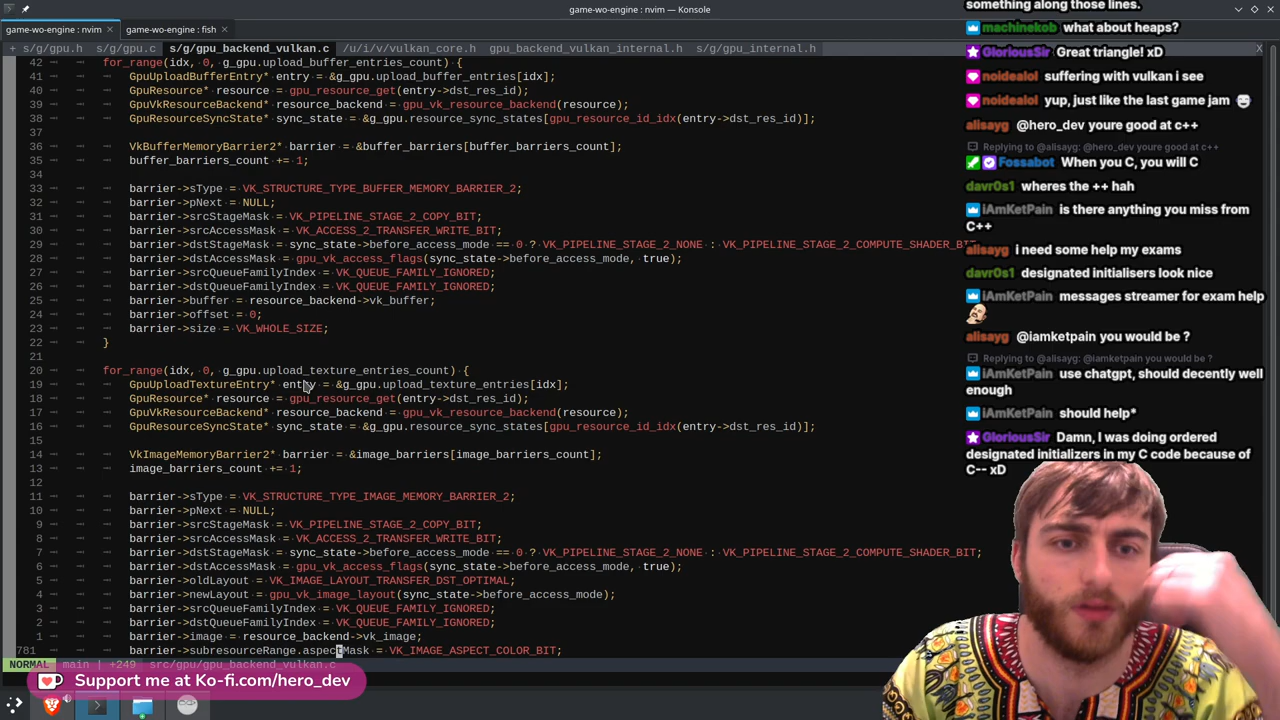 game-wo-engine : nvim — Konsole
game-wo-engine : nvim
game-wo-engine : fish
+ s/g/gpu.h s/g/gpu.c s/g/gpu_backend_vulkan.c /u/i/v/vulkan_core.h gpu_backend_vulkan_internal.h s/g/gpu_internal.h X
42 for_range(idx, 0, g_gpu.upload_buffer_entries_count) {
41 GpuUploadBufferEntry* entry = &g_gpu.upload_buffer_entries[idx];
40 GpuResource* resource = gpu_resource_get(entry->dst_res_id);
39 GpuVkResourceBackend* resource_backend = gpu_vk_resource_backend(resource);
38 GpuResourceSyncState* sync_state = &g_gpu.resource_sync_states[gpu_resource_id_idx(entry->dst_res_id)];
37
36 VkBufferMemoryBarrier2* barrier = &buffer_barriers[buffer_barriers_count];
35 buffer_barriers_count += 1;
34
33 barrier->sType = VK_STRUCTURE_TYPE_BUFFER_MEMORY_BARRIER_2;
32 barrier->pNext = NULL;
31 barrier->srcStageMask = VK_PIPELINE_STAGE_2_COPY_BIT;
30 barrier->srcAccessMask = VK_ACCESS_2_TRANSFER_WRITE_BIT;
29 barrier->dstStageMask = sync_state->before_access_mode == 0 ? VK_PIPELINE_STAGE_2_NONE : VK_PIPELINE_STAGE_2_COMPUTE_SHADER_BIT
28 barrier->dstAccessMask = gpu_vk_access_flags(sync_state->before_access_mode, true);
27 barrier->srcQueueFamilyIndex = VK_QUEUE_FAMILY_IGNORED;
26 barrier->dstQueueFamilyIndex = VK_QUEUE_FAMILY_IGNORED;
25 barrier->buffer = resource_backend->vk_buffer;
24 barrier->offset = 0;
23 barrier->size = VK_WHOLE_SIZE;
22 }
21
20 for_range(idx, 0, g_gpu.upload_texture_entries_count) {
19 GpuUploadTextureEntry* entry = &g_gpu.upload_texture_entries[idx];
18 GpuResource* resource = gpu_resource_get(entry->dst_res_id);
17 GpuVkResourceBackend* resource_backend = gpu_vk_resource_backend(resource);
16 GpuResourceSyncState* sync_state = &g_gpu.resource_sync_states[gpu_resource_id_idx(entry->dst_res_id)];
15
14 VkImageMemoryBarrier2* barrier = &image_barriers[image_barriers_count];
13 image_barriers_count += 1;
12
11 barrier->sType = VK_STRUCTURE_TYPE_IMAGE_MEMORY_BARRIER_2;
10 barrier->pNext = NULL;
9 barrier->srcStageMask = VK_PIPELINE_STAGE_2_COPY_BIT;
8 barrier->srcAccessMask = VK_ACCESS_2_TRANSFER_WRITE_BIT;
7 barrier->dstStageMask = sync_state->before_access_mode == 0 ? VK_PIPELINE_STAGE_2_NONE : VK_PIPELINE_STAGE_2_COMPUTE_SHADER_BIT;
6 barrier->dstAccessMask = gpu_vk_access_flags(sync_state->before_access_mode, true);
5 barrier->oldLayout = VK_IMAGE_LAYOUT_TRANSFER_DST_OPTIMAL;
4 barrier->newLayout = gpu_vk_image_layout(sync_state->before_access_mode);
3 barrier->srcQueueFamilyIndex = VK_QUEUE_FAMILY_IGNORED;
2 barrier->dstQueueFamilyIndex = VK_QUEUE_FAMILY_IGNORED;
1 barrier->image = resource_backend->vk_image;
781 barrier->subresourceRange.aspectMask = VK_IMAGE_ASPECT_COLOR_BIT;
NORMAL main | +249 src/gpu/gpu_backend_vulkan.c
Support me at Ko-fi.com/hero_dev
something along those lines.
machinekob what about heaps?
GloriousSir Great triangle! xD
noidealol suffering with vulkan i see
noidealol yup, just like the last game jam
alisayg @hero_dev youre good at c++
Replying to @alisayg: @hero_dev youre good at c++
Fossabot When you C, you will C
davr0s1 wheres the ++ hah
iAmKetPain is there anything you miss from
C++
alisayg i need some help my exams
davr0s1 designated initialisers look nice
iAmKetPain messages streamer for exam help
alisayg @iamketpain you would be ?
Replying to @alisayg: @iamketpain you would be ?
iAmKetPain use chatgpt, should decently well
enough
iAmKetPain should help*
GloriousSir Damn, I was doing ordered
designated initializers in my C code because of
C-- xD